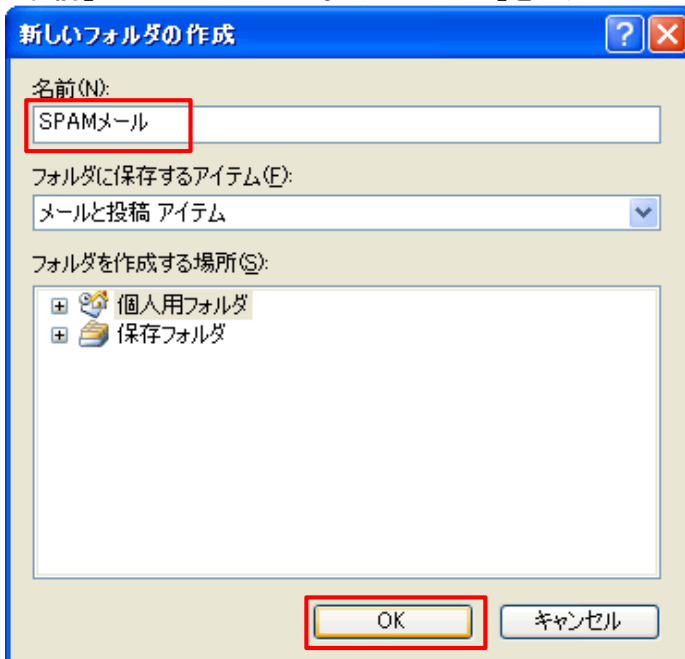 新しいフォルダの作成
名前(N):
SPAMメール
フォルダに保存するアイテム(F):
メールと投稿 アイテム
フォルダを作成する場所(S):
個人用フォルダ
保存フォルダ
OK キャンセル